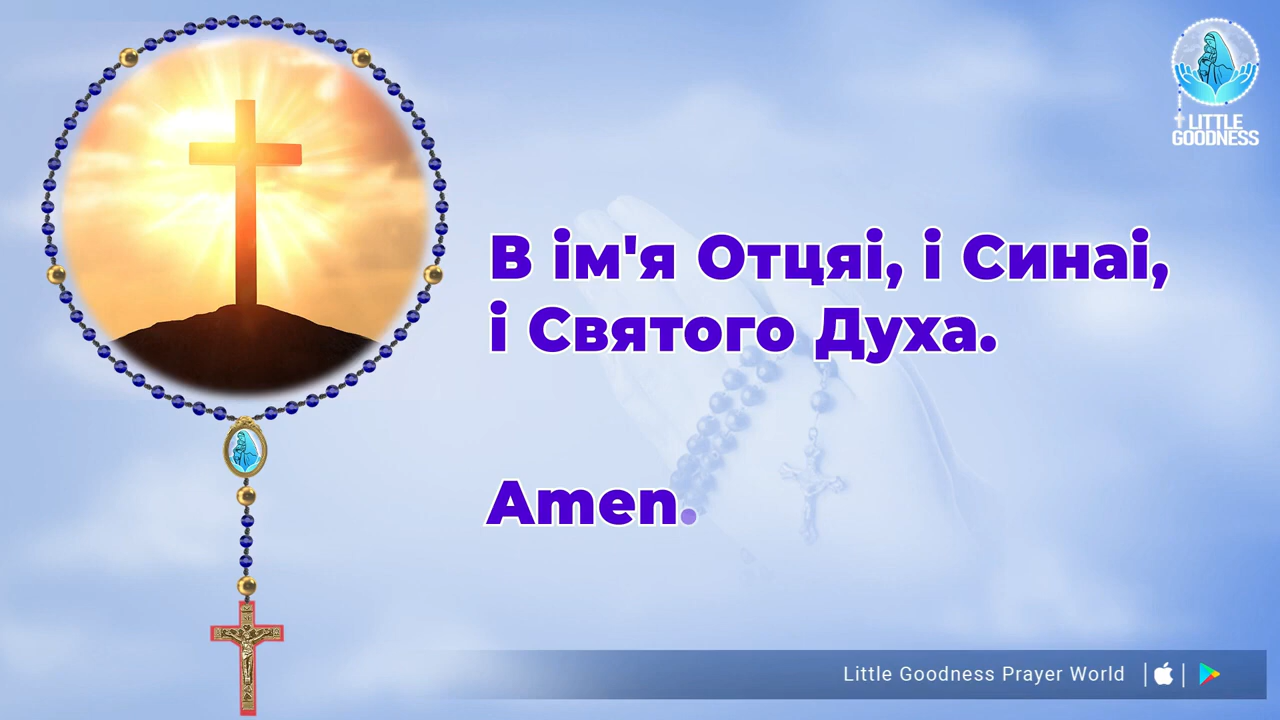 LITTLE
GOODNESS
В ім'я Отцяі, і Синаі,
і Святого Духа.
Amen.
Little Goodness Prayer World